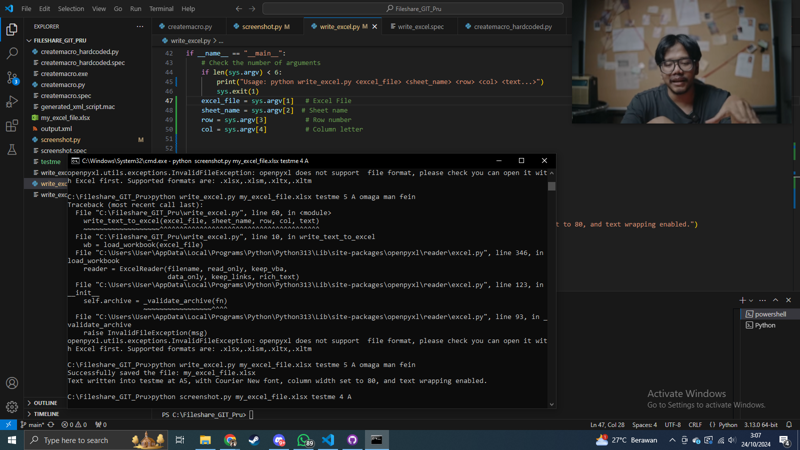 File Edit Selection View Go Run Terminal Help
Fileshare_GIT_Pru
EXPLORER
createmacro.py
screenshot.py M
write_excel.py M
write_excel.spec
createmacro_hardcoded.py
FILESHARE_GIT_PRU
createmacro_hardcoded.py
createmacro_hardcoded.spec
createmacro.exe
createmacro.py
createmacro.spec
generated_xml_script.mac
my_excel_file.xlsx
output.xml
screenshot.py M
screenshot.spec
testme
write_exc
write_exc
write_exc
OUTLINE
TIMELINE
write_excel.py > ...
42 if __name__ == "__main__":
43 # Check the number of arguments
44 if len(sys.argv) < 6:
45 print("Usage: python write_excel.py <excel_file> <sheet_name> <row> <col> <text...>")
46 sys.exit(1)
47 excel_file = sys.argv[1] # Excel File
48 sheet_name = sys.argv[2] # Sheet name
49 row = sys.argv[3] # Row number
50 col = sys.argv[4] # Column letter
51
52
t to 80, and text wrapping enabled.")
C:\Windows\System32\cmd.exe - python screenshot.py my_excel_file.xlsx testme 4 A
openpyxl.utils.exceptions.InvalidFileException: openpyxl does not support  file format, please check you can open it wit
h Excel first. Supported formats are: .xlsx,.xlsm,.xltx,.xltm
C:\Fileshare_GIT_Pru>python write_excel.py my_excel_file.xlsx testme 5 A omaga man fein
Traceback (most recent call last):
File "C:\Fileshare_GIT_Pru\write_excel.py", line 60, in <module>
write_text_to_excel(excel_file, sheet_name, row, col, text)
File "C:\Fileshare_GIT_Pru\write_excel.py", line 10, in write_text_to_excel
wb = load_workbook(excel_file)
File "C:\Users\User\AppData\Local\Programs\Python\Python313\Lib\site-packages\openpyxl\reader\excel.py", line 346, in
load_workbook
reader = ExcelReader(filename, read_only, keep_vba,
data_only, keep_links, rich_text)
File "C:\Users\User\AppData\Local\Programs\Python\Python313\Lib\site-packages\openpyxl\reader\excel.py", line 123, in
__init__
self.archive = _validate_archive(fn)
File "C:\Users\User\AppData\Local\Programs\Python\Python313\Lib\site-packages\openpyxl\reader\excel.py", line 93, in _
validate_archive
raise InvalidFileException(msg)
openpyxl.utils.exceptions.InvalidFileException: openpyxl does not support  file format, please check you can open it wit
h Excel first. Supported formats are: .xlsx,.xlsm,.xltx,.xltm
C:\Fileshare_GIT_Pru>python write_excel.py my_excel_file.xlsx testme 5 A omaga man fein
Successfully saved the file: my_excel_file.xlsx
Text written into testme at A5, with Courier New font, column width set to 80, and text wrapping enabled.
C:\Fileshare_GIT_Pru>python screenshot.py my_excel_file.xlsx testme 4 A
powershell
Python
PS C:\Fileshare_GIT_Pru>
Activate Windows
Go to Settings to activate Windows.
main* 0 0 0
Ln 47, Col 28 Spaces: 4 UTF-8 CRLF Python 3.13.0 64-bit
Type here to search
89
27°C Berawan
3:07
24/10/2024
4